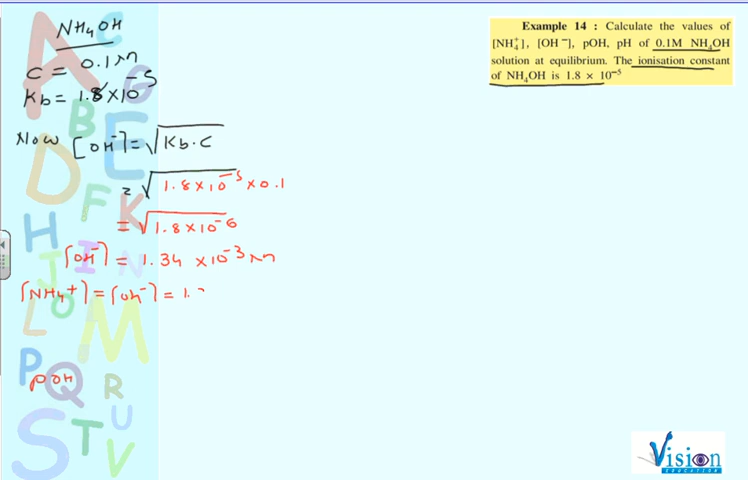 NH₄OH
C = 0.1M
Kb = 1.8×10⁻⁵
Now [OH⁻] = √Kb.C
= √1.8×10⁻⁵×0.1
= √1.8×10⁻⁶
[OH⁻] = 1.34 ×10⁻³M
[NH₄⁺] = [OH⁻] = 1.
POH
Example 14 : Calculate the values of
[NH₄⁺], [OH⁻], pOH, pH of 0.1M NH₄OH
solution at equilibrium. The ionisation constant
of NH₄OH is 1.8 × 10⁻⁵
A C B D E F K H I N J O L M P Q R S T U V
Vision
EDUCATION